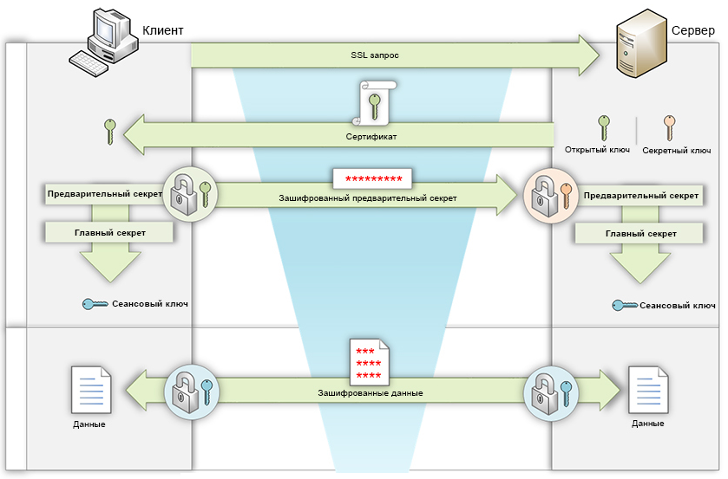 Клиент
Сервер
SSL запрос
Сертификат
Открытый ключ
Секретный ключ
*********
Предварительный секрет
Зашифрованный предварительный секрет
Предварительный секрет
Главный секрет
Главный секрет
Сеансовый ключ
Сеансовый ключ
***
****
****
Зашифрованные данные
Данные
Данные